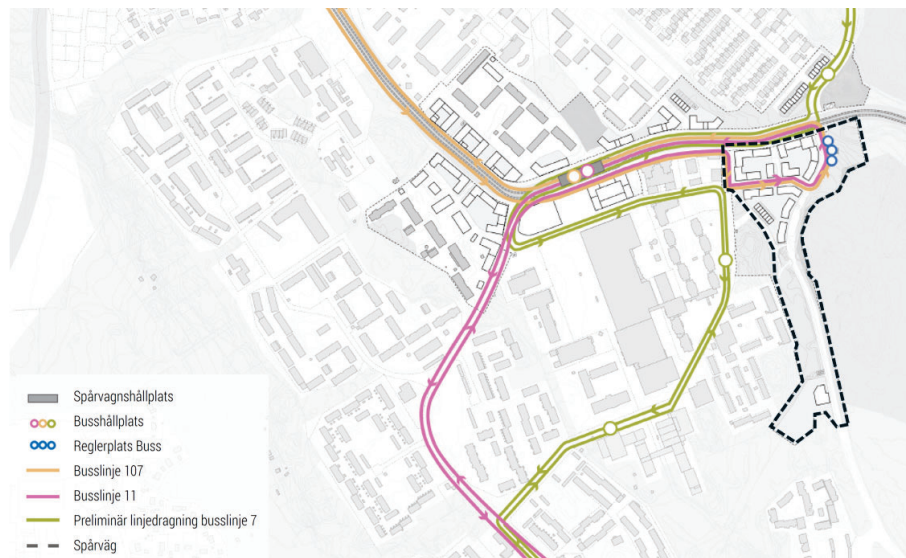 Spårvagnshållplats
Busshållplats
Reglerplats Buss
Busslinje 107
Busslinje 11
Preliminär linjedragning busslinje 7
Spårväg